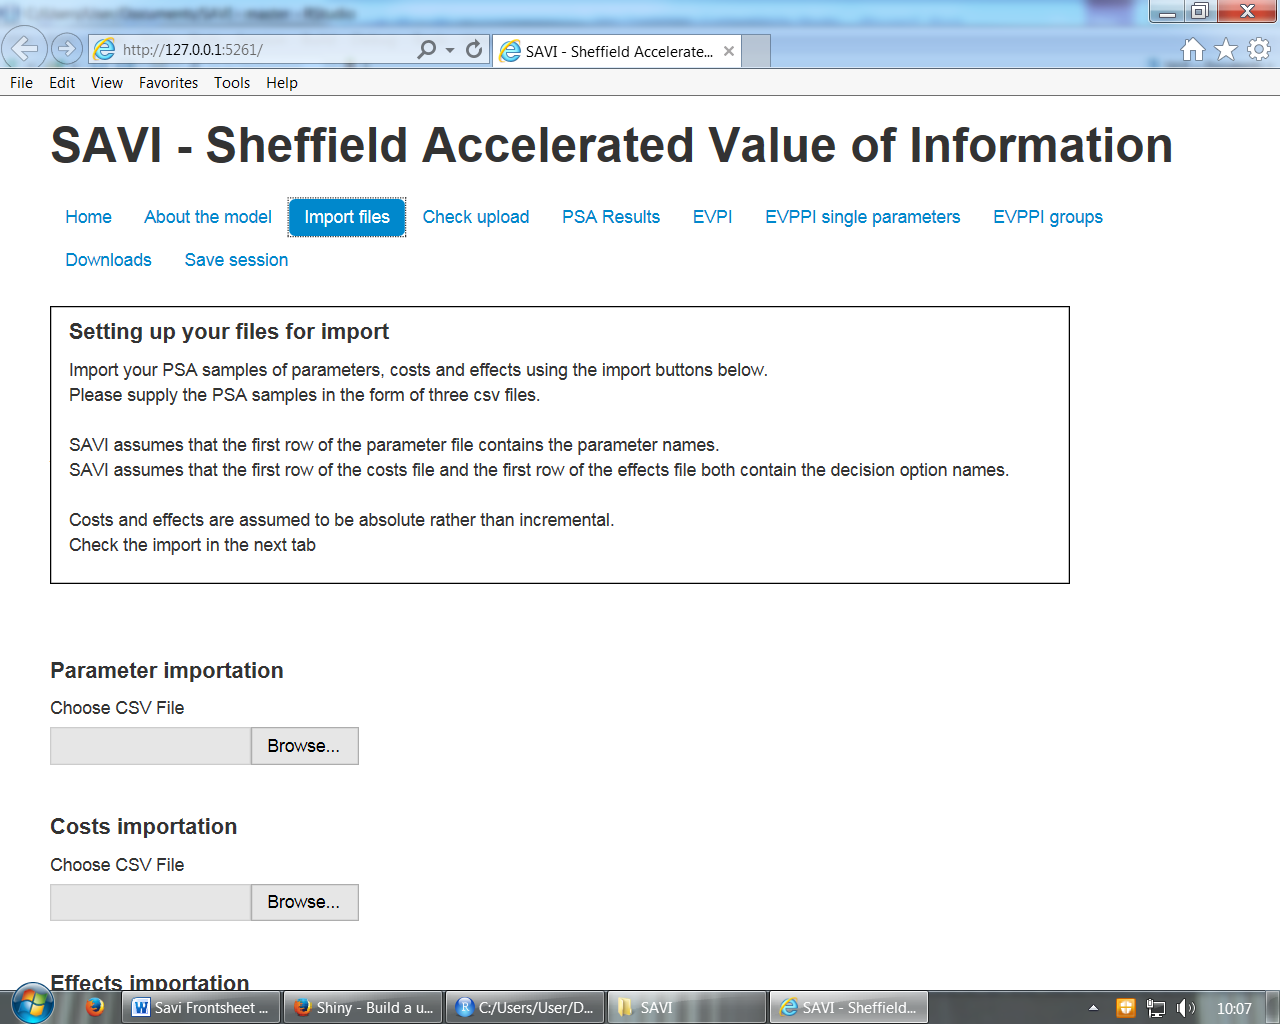 http://127.0.0.1:5261/
SAVI - Sheffield Accelerate...
File Edit View Favorites Tools Help
SAVI - Sheffield Accelerated Value of Information
Home About the model Import files Check upload PSA Results EVPI EVPPI single parameters EVPPI groups
Downloads Save session
Setting up your files for import
Import your PSA samples of parameters, costs and effects using the import buttons below.
Please supply the PSA samples in the form of three csv files.
SAVI assumes that the first row of the parameter file contains the parameter names.
SAVI assumes that the first row of the costs file and the first row of the effects file both contain the decision option names.
Costs and effects are assumed to be absolute rather than incremental.
Check the import in the next tab
Parameter importation
Choose CSV File
Browse...
Costs importation
Choose CSV File
Browse...
Effects importation
Savi Frontsheet ... Shiny - Build a u... C:/Users/User/D... SAVI SAVI - Sheffield... 10:07